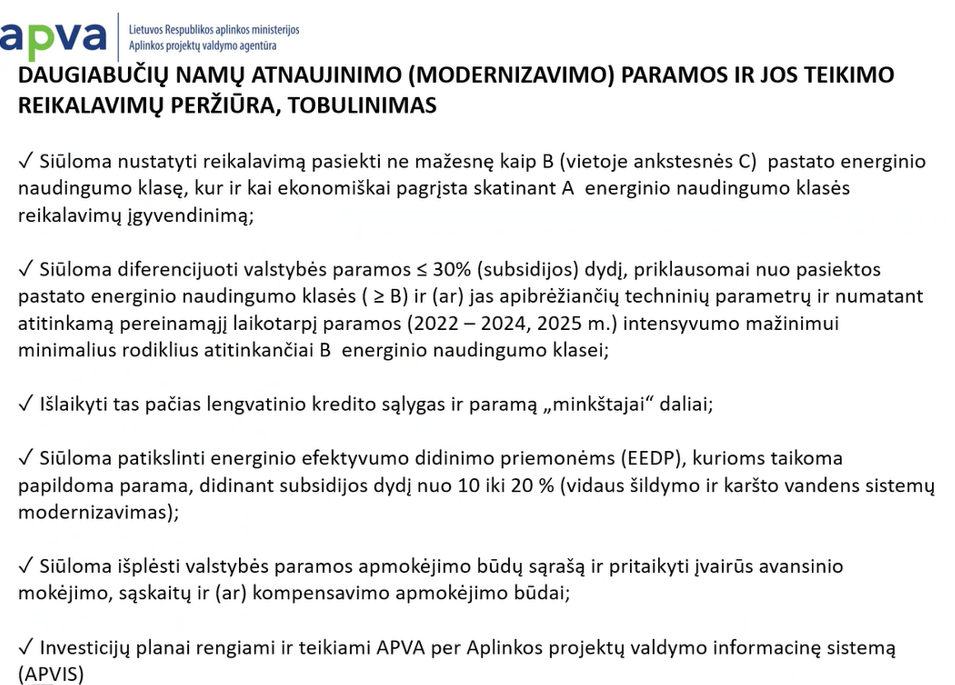 apva
Lietuvos Respublikos aplinkos ministerijos
Aplinkos projektų valdymo agentūra
DAUGIABUČIŲ NAMŲ ATNAUJINIMO (MODERNIZAVIMO) PARAMOS IR JOS TEIKIMO
REIKALAVIMŲ PERŽIŪRA, TOBULINIMAS
✓ Siūloma nustatyti reikalavimą pasiekti ne mažesnę kaip B (vietoje ankstesnės C) pastato energinio
naudingumo klasę, kur ir kai ekonomiškai pagrįsta skatinant A energinio naudingumo klasės
reikalavimų įgyvendinimą;
✓ Siūloma diferencijuoti valstybės paramos ≤ 30% (subsidijos) dydį, priklausomai nuo pasiektos
pastato energinio naudingumo klasės ( ≥ B) ir (ar) jas apibrėžiančių techninių parametrų ir numatant
atitinkamą pereinamąjį laikotarpį paramos (2022 – 2024, 2025 m.) intensyvumo mažinimui
minimalius rodiklius atitinkančiai B energinio naudingumo klasei;
✓ Išlaikyti tas pačias lengvatinio kredito sąlygas ir paramą „minkštajai“ daliai;
✓ Siūloma patikslinti energinio efektyvumo didinimo priemonėms (EEDP), kurioms taikoma
papildoma parama, didinant subsidijos dydį nuo 10 iki 20 % (vidaus šildymo ir karšto vandens sistemų
modernizavimas);
✓ Siūloma išplėsti valstybės paramos apmokėjimo būdų sąrašą ir pritaikyti įvairūs avansinio
mokėjimo, sąskaitų ir (ar) kompensavimo apmokėjimo būdai;
✓ Investicijų planai rengiami ir teikiami APVA per Aplinkos projektų valdymo informacinę sistemą
(APVIS)